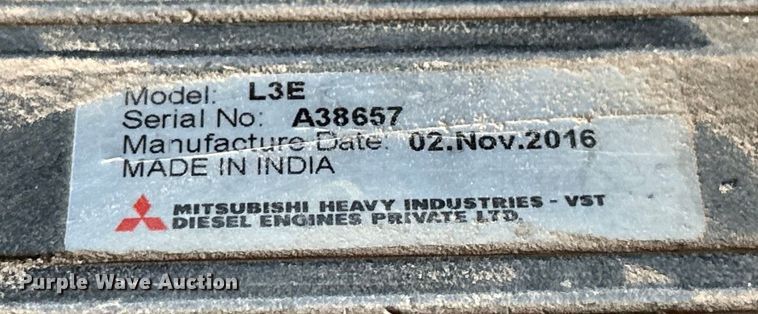 Model: L3E
Serial No: A38657
Manufacture Date: 02.Nov.2016
MADE IN INDIA
MITSUBISHI HEAVY INDUSTRIES - VST
DIESEL ENGINES PRIVATE LTD.
Purple Wave Auction